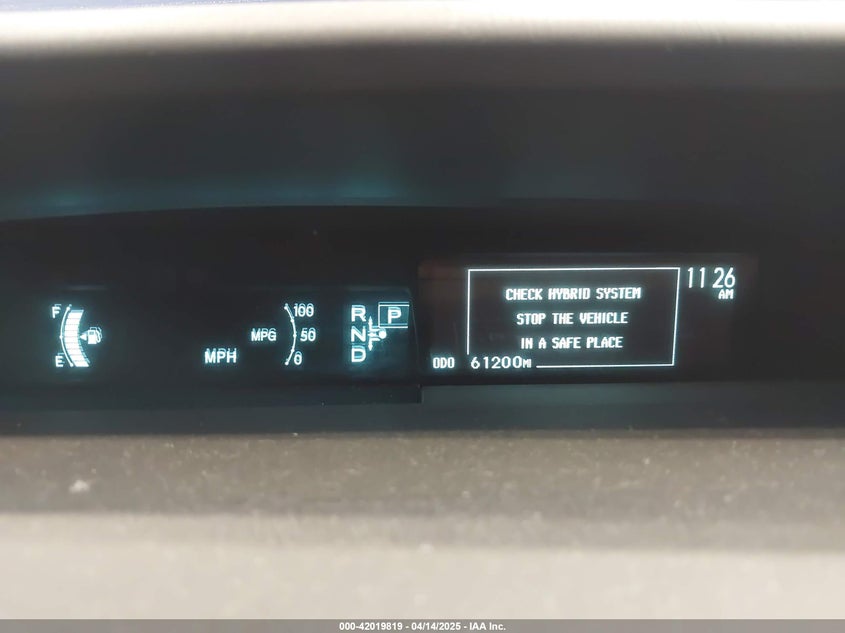 F
E
MPH
MPG
100
50
0
R
N
D
P
CHECK HYBRID SYSTEM
STOP THE VEHICLE
IN A SAFE PLACE
ODO 61200MI
11:26
AM
000-42019819 - 04/14/2025 - IAA Inc.